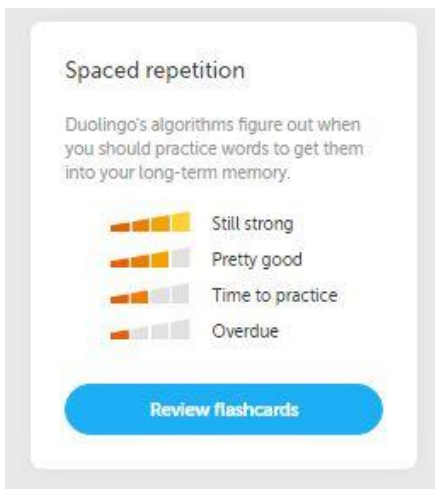 Spaced repetition
Duolingo's algorithms figure out when
you should practice words to get them
into your long-term memory.
Still strong
Pretty good
Time to practice
Overdue
Review flashcards